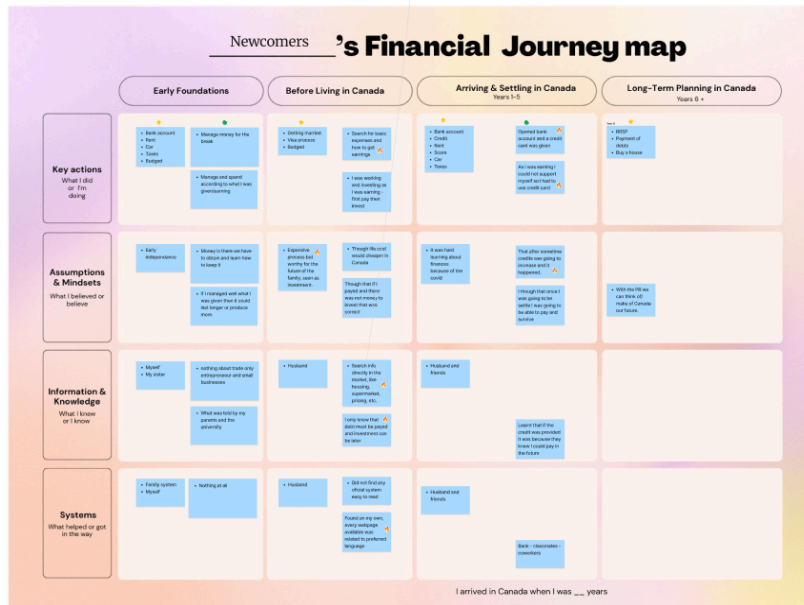 Newcomers 's Financial Journey map
Early Foundations
Before Living in Canada
Arriving & Settling in Canada
Years 1-5
Long-Term Planning in Canada
Years 6 +
Key actions
What I did
or I'm
doing
• Bank account
• Rent
• Car
• Taxes
• Budged
• Manage money for the
break
• Manage and spend
according to what I was
given/earning
• Getting married
• Visa process
• Budged
• Search for basic
expenses and
how to get
earnings
• I was working
and investing as
I was earning -
first pay then
invest
• Bank account
• Credit
• Rent
• Score
• Car
• Taxes
Opened bank
account and a credit
card was given
As I was earning I
could not support
myself so I had to
use credit card
• RRSP
• Payment of
debts
• Buy a house
Assumptions
& Mindsets
What I believed or
believe
• Early
independence
• Money is there we have
to obtain and learn how
to keep it
• If I managed well what I
was given then it could
last longer or produce
more
• Expensive
process but
worthy for the
future of the
family, seen as
investment.
• Though life cost
would cheaper in
Canada
Though that if I
payed and there
was not money to
invest that was
correct
• It was hard
learning about
finances
because of the
covid
That after sometime
credits was going to
increase and it
happened.
I though that once I
was going to be
settle I was going to
be able to pay and
survive
• With the PR we
can think of/
make of Canada
our future.
Information &
Knowledge
What I knew
or I know
• Myself
• My sister
• nothing about trade only
entrepreneur and small
businesses
• What was told by my
parents and the
university
• Husband
• Search info
directly in the
market, like
housing,
supermarket,
pricing, etc.
I only know that
debt must be payed
and investment can
be later
• Husband and
friends
Learnt that if the
credit was provided
it was because they
knew I could pay in
the future
Systems
What helped or got
in the way
• Family system
• Myself
• Nothing at all
• Husband
• Did not find any
official system
easy to read
Found on my own,
every webpage
available was
related to preferred
language
• Husband and
friends
Bank - classmates -
coworkers
I arrived in Canada when I was __ years